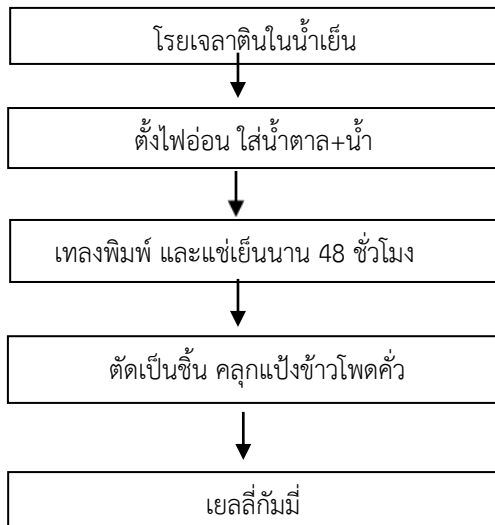 โรยเจลาตินในน้ำเย็น
ตั้งไฟอ่อน ใส่น้ำตาล+น้ำ
เทลงพิมพ์ และแช่เย็นนาน 48 ชั่วโมง
ตัดเป็นชิ้น คลุกแป้งข้าวโพดคั่ว
เยลลี่กัมมี่